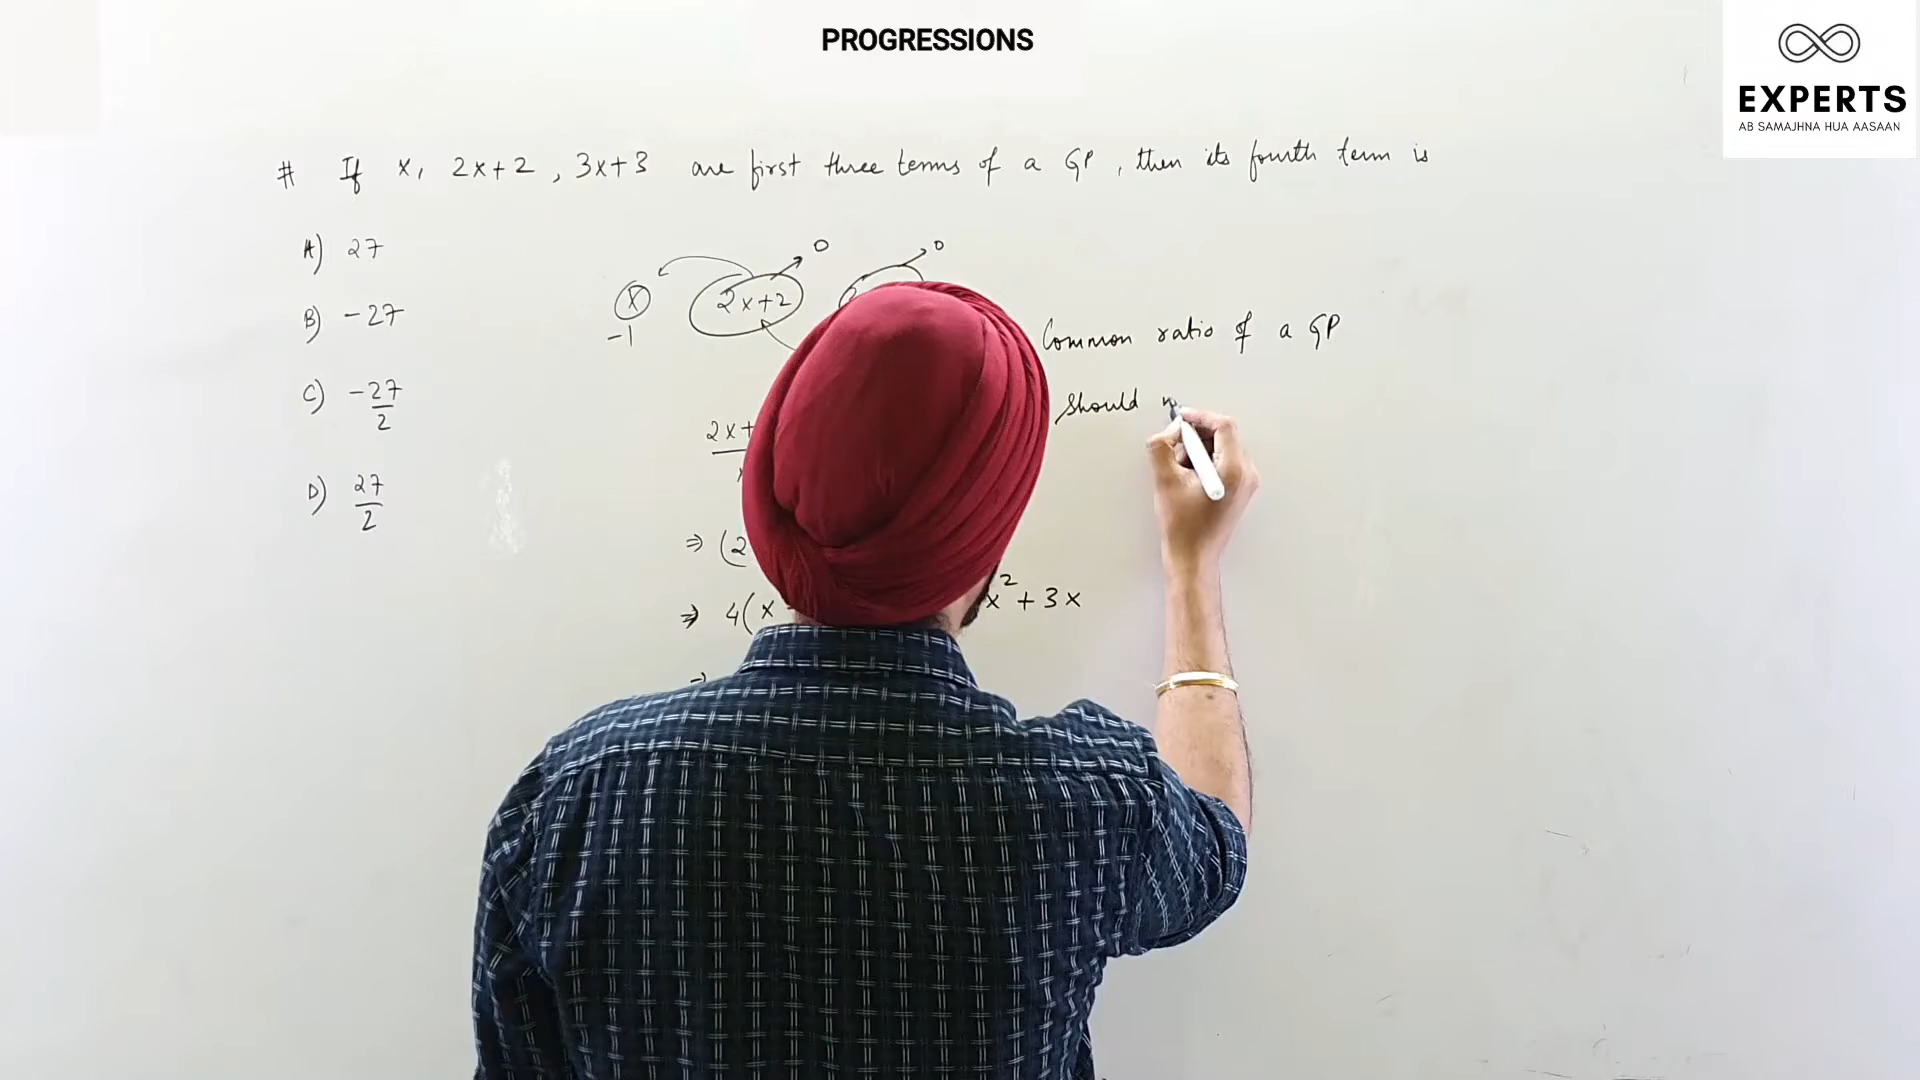 PROGRESSIONS
EXPERTS
AB SAMAJHNA HUA AASAAN
# If x, 2x+2, 3x+3 are first three terms of a GP, then its fourth term is
A) 27
B) -27
C) -27/2
D) 27/2
0 0
x 2x+2
-1
Common ratio of a GP
should
2x+
⇒ (2
⇒ 4(x x² + 3x